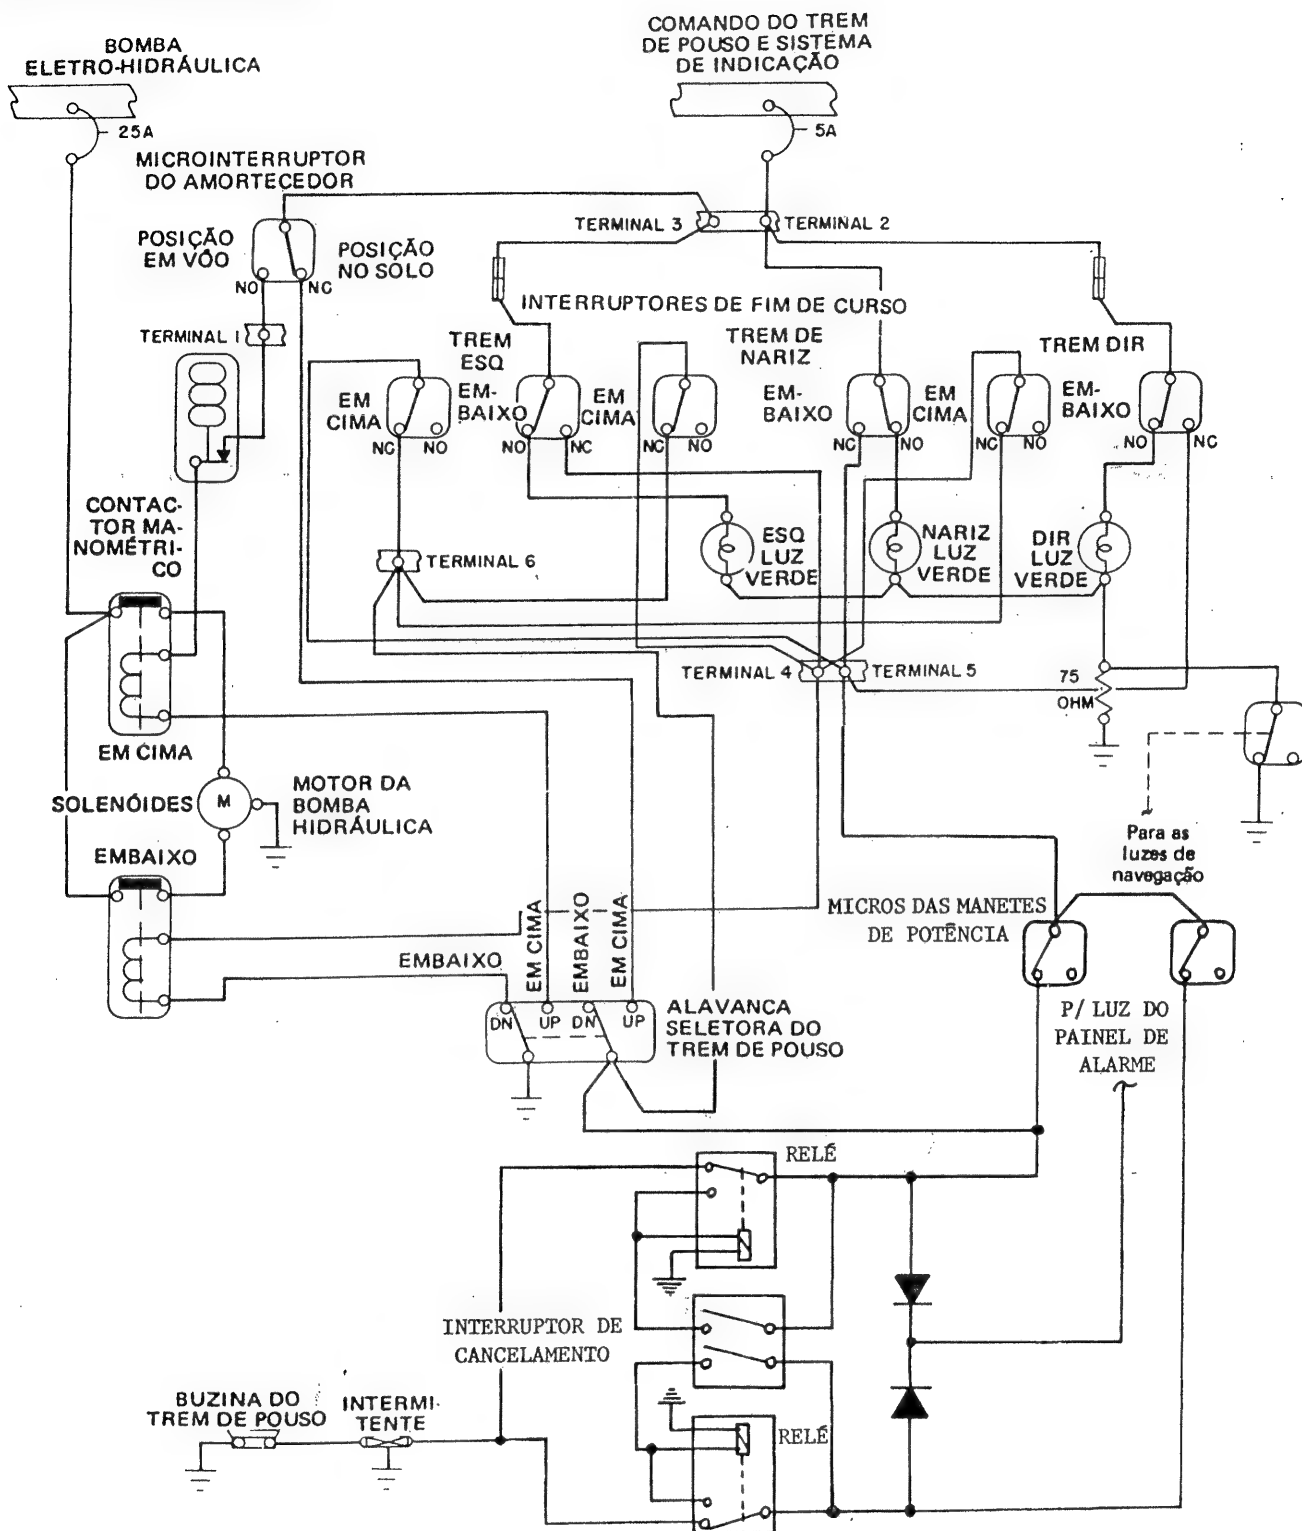 BOMBA
ELETRO-HIDRÁULICA
25A
COMANDO DO TREM
DE POUSO E SISTEMA
DE INDICAÇÃO
5A
MICROINTERRUPTOR
DO AMORTECEDOR
TERMINAL 3
TERMINAL 2
POSIÇÃO
EM VÔO
POSIÇÃO
NO SOLO
NO
NC
TERMINAL 1
INTERRUPTORES DE FIM DE CURSO
TREM
ESQ
TREM DE
NARIZ
TREM DIR
EM
CIMA
NC
NO
EM-
BAIXO
NO
NC
EM
CIMA
NC
NO
EM-
BAIXO
NC
NO
EM
CIMA
NC
NO
EM-
BAIXO
NO
NC
CONTAC-
TOR MA-
NOMÉTRI-
CO
TERMINAL 6
ESQ
LUZ
VERDE
NARIZ
LUZ
VERDE
DIR
LUZ
VERDE
TERMINAL 4
TERMINAL 5
75
OHM
EM CIMA
SOLENÓIDES
M
MOTOR DA
BOMBA
HIDRÁULICA
EMBAIXO
Para as
luzes de
navegação
MICROS DAS MANETES
DE POTÊNCIA
EMBAIXO
EM CIMA
EMBAIXO
EM CIMA
DN
UP
DN
UP
ALAVANCA
SELETORA DO
TREM DE POUSO
P/ LUZ DO
PAINEL DE
ALARME
RELÉ
INTERRUPTOR DE
CANCELAMENTO
BUZINA DO
TREM DE POUSO
INTERMI-
TENTE
RELÉ